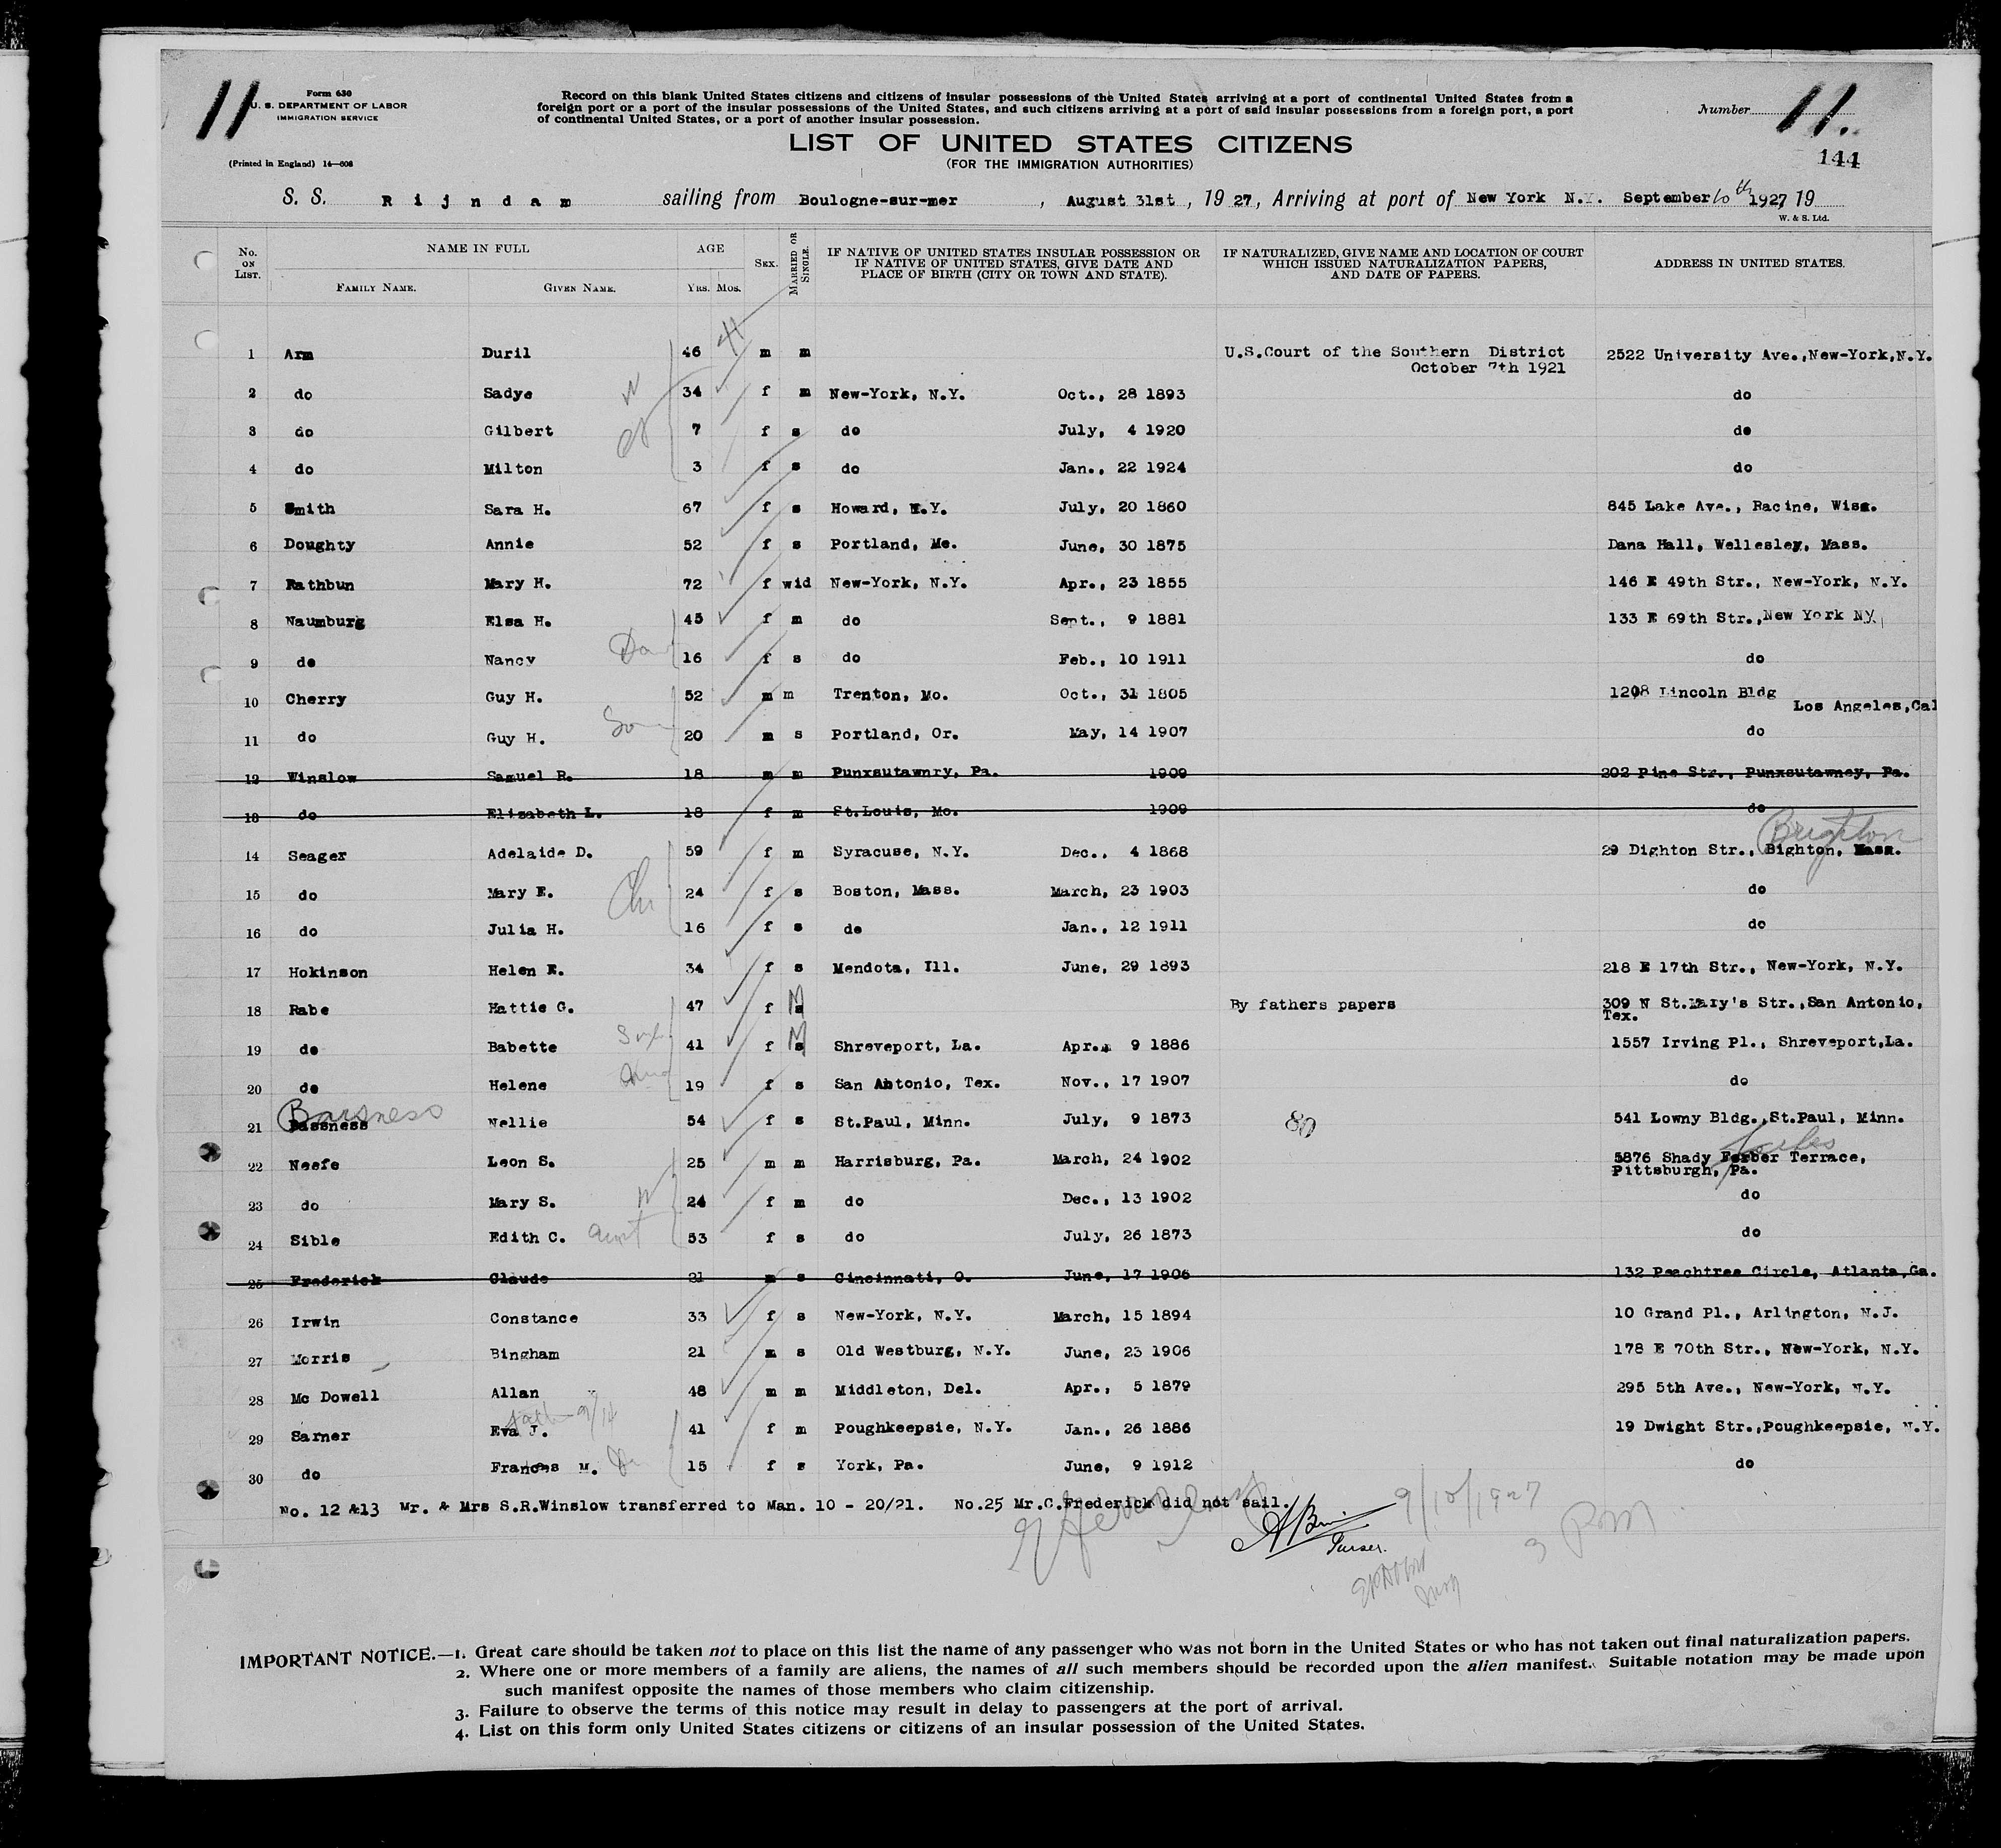 11
Form 630
U. S. DEPARTMENT OF LABOR
IMMIGRATION SERVICE
(Printed in England) 14—608
Record on this blank United States citizens and citizens of insular possessions of the United States arriving at a port of continental United States from a
foreign port or a port of the insular possessions of the United States, and such citizens arriving at a port of said insular possessions from a foreign port, a port
of continental United States, or a port of another insular possession.
Number 11.
144
LIST OF UNITED STATES CITIZENS
(FOR THE IMMIGRATION AUTHORITIES)
S. S. Rijndam sailing from Boulogne-sur-mer, August 31st, 1927, Arriving at port of New York N.Y. September 10th 1927 19
W. & S. Ltd.
No. ON LIST. NAME IN FULL AGE SEX. MARRIED OR SINGLE. IF NATIVE OF UNITED STATES INSULAR POSSESSION OR IF NATIVE OF UNITED STATES, GIVE DATE AND PLACE OF BIRTH (CITY OR TOWN AND STATE). IF NATURALIZED, GIVE NAME AND LOCATION OF COURT WHICH ISSUED NATURALIZATION PAPERS, AND DATE OF PAPERS. ADDRESS IN UNITED STATES.
FAMILY NAME. GIVEN NAME. YRS. MOS.
1 Arm Duril 46 m m U.S.Court of the Southern District 2522 University Ave.,New-York,N.Y.
October 7th 1921
2 do Sadye W 34 f m New-York, N.Y. Oct., 28 1893 do
3 do Gilbert 7 f s do July, 4 1920 do
4 do Milton 3 f s do Jan., 22 1924 do
5 Smith Sara H. 67 f s Howard, N.Y. July, 20 1860 845 Lake Ave., Racine, Wiss.
6 Doughty Annie 52 f s Portland, Me. June, 30 1875 Dana Hall, Wellesley, Mass.
7 Rathbun Mary H. 72 f wid New-York, N.Y. Apr., 23 1855 146 E 49th Str., New-York, N.Y.
8 Naumburg Elsa H. 45 f m do Sept., 9 1881 133 E 69th Str.,New York NY
9 do Nancy Dau 16 f s do Feb., 10 1911 do
10 Cherry Guy H. 52 m m Trenton, Mo. Oct., 31 1805 1208 Lincoln Bldg
Los Angeles,Cal
11 do Guy H. Son 20 m s Portland, Or. May, 14 1907 do
12 Winslow Samuel R. 18 m m Punxsutawnry, Pa. 1909 202 Pine Str., Punxsutawney, Pa.
13 do Elizabeth L. 18 f m St.Louis, Mo. 1909 do
Brighton
14 Seager Adelaide D. 59 f m Syracuse, N.Y. Dec., 4 1868 29 Dighton Str., Bighton, Mass.
15 do Mary E. Chi 24 f s Boston, Mass. March, 23 1903 do
16 do Julia H. 16 f s do Jan., 12 1911 do
17 Hokinson Helen E. 34 f s Mendota, Ill. June, 29 1893 218 E 17th Str., New-York, N.Y.
18 Rabe Hattie G. 47 f M By fathers papers 309 N St.Mary's Str.,San Antonio,
Tex.
19 do Babette 41 f M Shreveport, La. Apr., 9 1886 1557 Irving Pl., Shreveport,La.
20 do Helene 19 f s San Abtonio, Tex. Nov., 17 1907 do
Barsness
21 Bassness Nellie 54 f s St.Paul, Minn. July, 9 1873 541 Lowny Bldg.,St.Paul, Minn.
Forbes
22 Neefe Leon S. 25 m m Harrisburg, Pa. March, 24 1902 5876 Shady Ferber Terrace,
Pittsburgh, Pa.
23 do Mary S. W 24 f m do Dec., 13 1902 do
24 Sible Edith C. aunt 53 f s do July, 26 1873 do
25 Frederick Claude 21 m s Cincinnati, O. June, 17 1906 132 Peachtree Circle, Atlanta,Ga.
26 Irwin Constance 33 f s New-York, N.Y. March, 15 1894 10 Grand Pl., Arlington, N.J.
27 Morris Bingham 21 m s Old Westburg, N.Y. June, 23 1906 178 E 70th Str., New-York, N.Y.
28 Mc Dowell Allan 48 m m Middleton, Del. Apr., 5 1879 295 5th Ave., New-York, N.Y.
29 Sarner Eva J. 41 f m Poughkeepsie, N.Y. Jan., 26 1886 19 Dwight Str.,Poughkeepsie, N.Y.
30 do Frances M. 15 f s York, Pa. June, 9 1912 do
No. 12 &13 Mr. & Mrs S.R.Winslow transferred to Man. 10 - 20/21. No.25 Mr.C.Frederick did not sail.
9/10/1927
Purser.
IMPORTANT NOTICE.—1. Great care should be taken not to place on this list the name of any passenger who was not born in the United States or who has not taken out final naturalization papers.
2. Where one or more members of a family are aliens, the names of all such members should be recorded upon the alien manifest. Suitable notation may be made upon
such manifest opposite the names of those members who claim citizenship.
3. Failure to observe the terms of this notice may result in delay to passengers at the port of arrival.
4. List on this form only United States citizens or citizens of an insular possession of the United States.